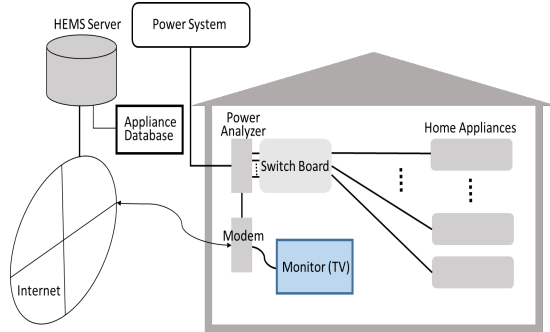 HEMS Server
Power System
Appliance
Database
Power
Analyzer
Switch Board
Home Appliances
Modem
Monitor (TV)
Internet